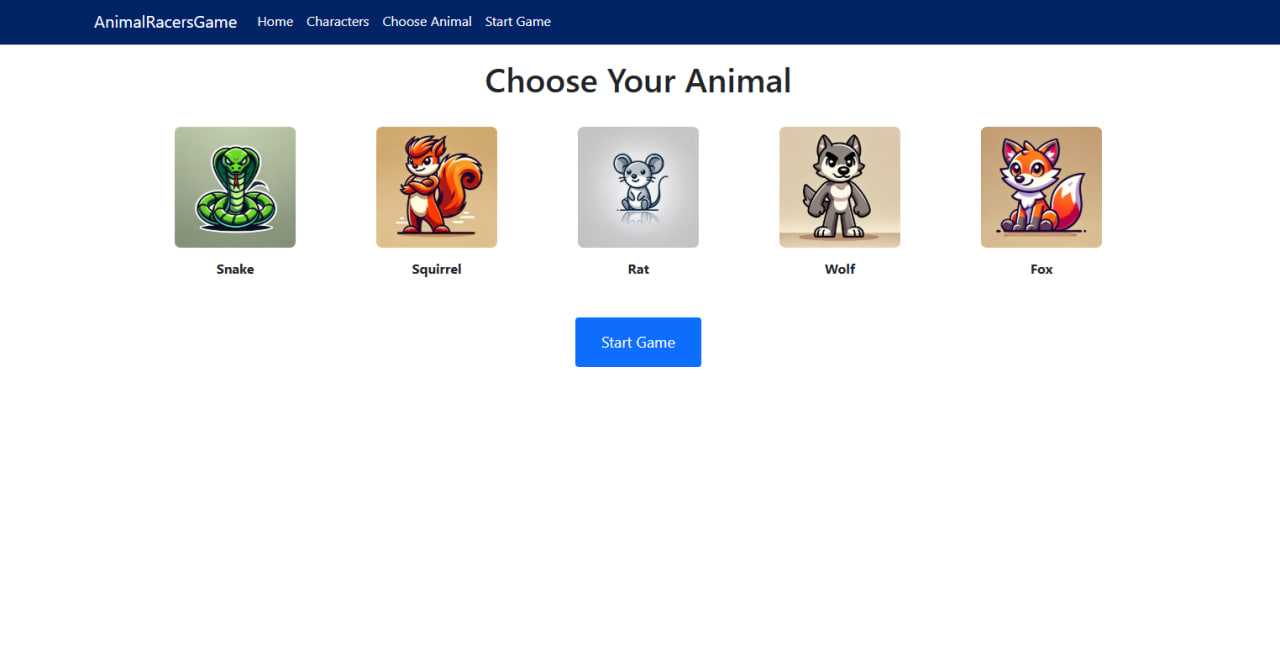 AnimalRacersGame Home Characters Choose Animal Start Game
Choose Your Animal
Snake Squirrel Rat Wolf Fox
Start Game